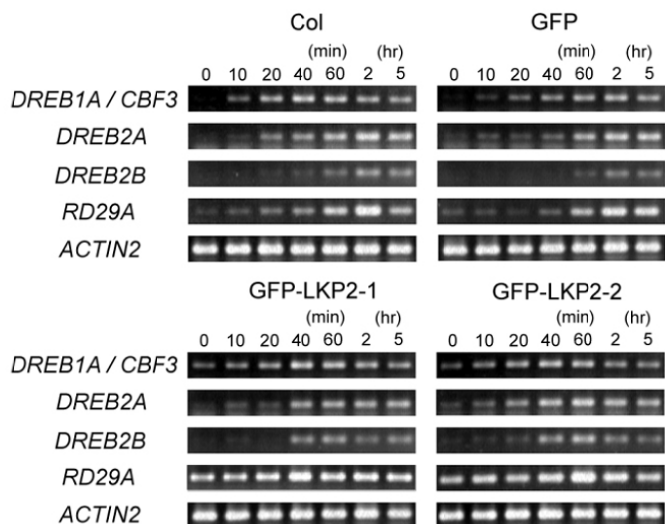 Col GFP
(min) (hr) (min) (hr)
0 10 20 40 60 2 5 0 10 20 40 60 2 5
DREB1A / CBF3
DREB2A
DREB2B
RD29A
ACTIN2
GFP-LKP2-1 GFP-LKP2-2
(min) (hr) (min) (hr)
0 10 20 40 60 2 5 0 10 20 40 60 2 5
DREB1A / CBF3
DREB2A
DREB2B
RD29A
ACTIN2